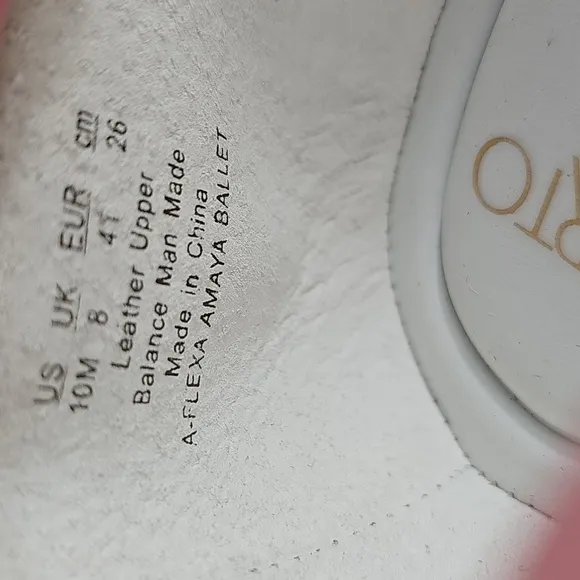 US UK EUR cm
10M 8 41 26
Leather Upper
Balance Man Made
Made in China
A-FLEXA AMAYA BALLET